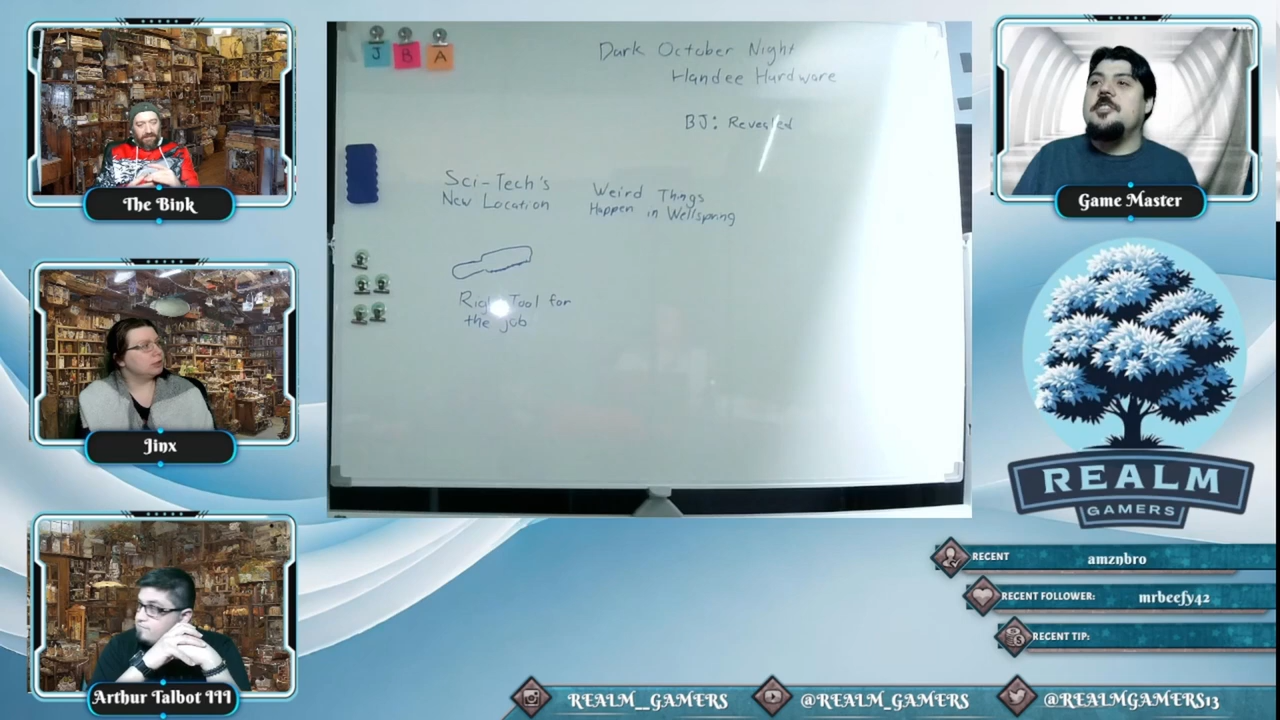 The Bink
Jinx
Arthur Talbot III
J B A
Dark October Night
Handee Hardware
BJ: Revealed
Sci-Tech's
New Location
Weird Things
Happen in Wellspring
Right Tool for
the job
Game Master
REALM
GAMERS
RECENT amznbro
RECENT FOLLOWER: mrbeefy42
RECENT TIP:
REALM__GAMERS
@REALM_GAMERS
@REALMGAMERS13